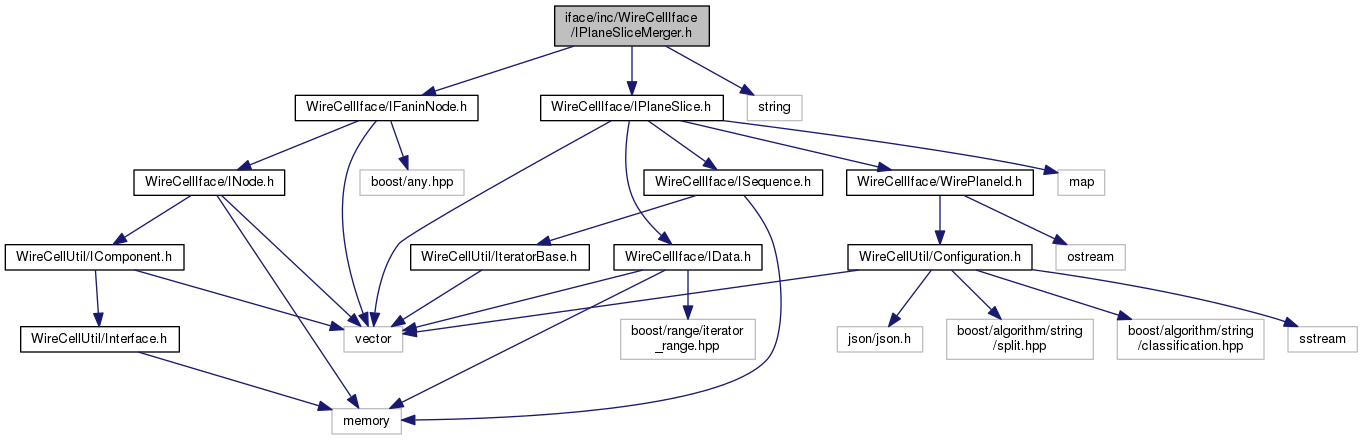 iface/inc/WireCellIface
/IPlaneSliceMerger.h
WireCellIface/IFaninNode.h
WireCellIface/IPlaneSlice.h
string
WireCellIface/INode.h
boost/any.hpp
WireCellIface/ISequence.h
WireCellIface/WirePlaneId.h
map
WireCellUtil/IComponent.h
WireCellUtil/IteratorBase.h
WireCellIface/IData.h
WireCellUtil/Configuration.h
ostream
WireCellUtil/Interface.h
vector
boost/range/iterator
_range.hpp
json/json.h
boost/algorithm/string
/split.hpp
boost/algorithm/string
/classification.hpp
sstream
memory